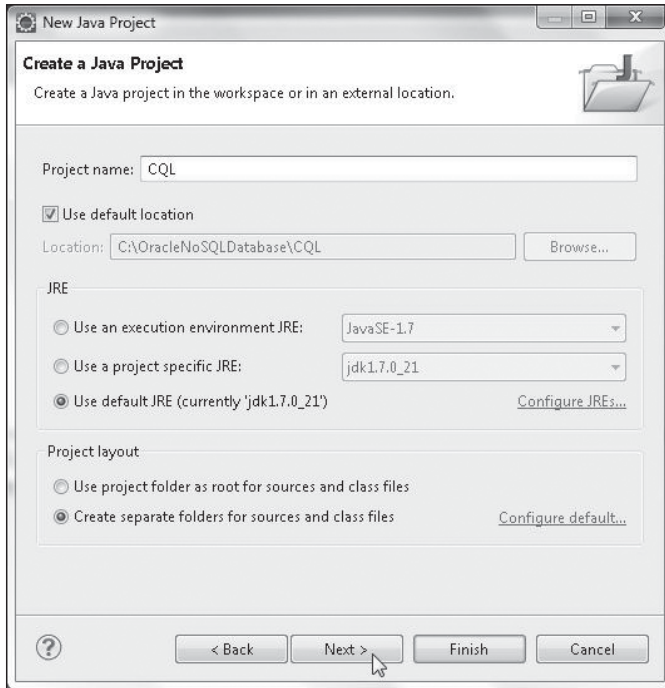 New Java Project
Create a Java Project
Create a Java project in the workspace or in an external location.
Project name: CQL
Use default location
Location: C:\OracleNoSQLDatabase\CQL Browse...
JRE
Use an execution environment JRE: JavaSE-1.7
Use a project specific JRE: jdk1.7.0_21
Use default JRE (currently 'jdk1.7.0_21') Configure JREs...
Project layout
Use project folder as root for sources and class files
Create separate folders for sources and class files Configure default...
? < Back Next > Finish Cancel